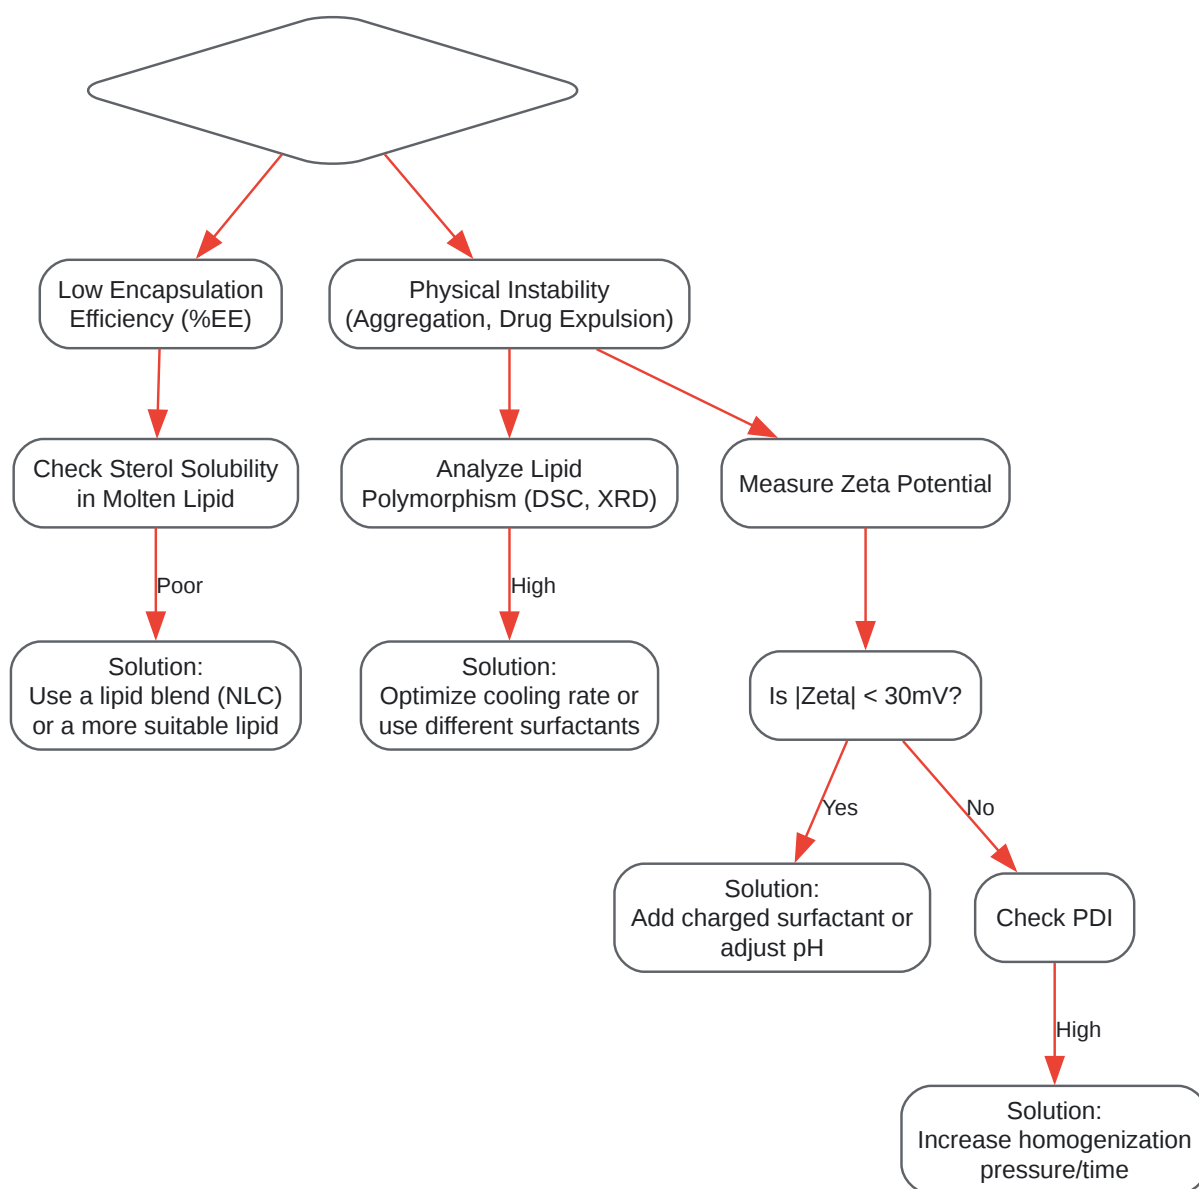 Low Encapsulation
Efficiency (%EE)
Physical Instability
(Aggregation, Drug Expulsion)
Check Sterol Solubility
in Molten Lipid
Analyze Lipid
Polymorphism (DSC, XRD)
Measure Zeta Potential
Poor
High
Solution:
Use a lipid blend (NLC)
or a more suitable lipid
Solution:
Optimize cooling rate or
use different surfactants
Is |Zeta| < 30mV?
Yes
No
Solution:
Add charged surfactant or
adjust pH
Check PDI
High
Solution:
Increase homogenization
pressure/time